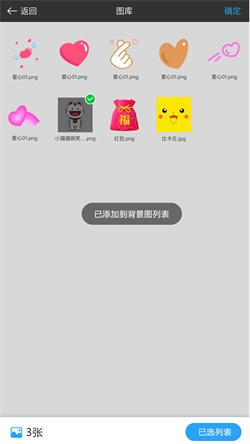 返回 图库 确定
爱心01.png 爱心01.png 爱心01.png 爱心01.png 爱心01.png
福
爱心01.png 小猫猫微笑....png 红包.png 比卡丘.jpg
已添加到背景图列表
3张 已选列表